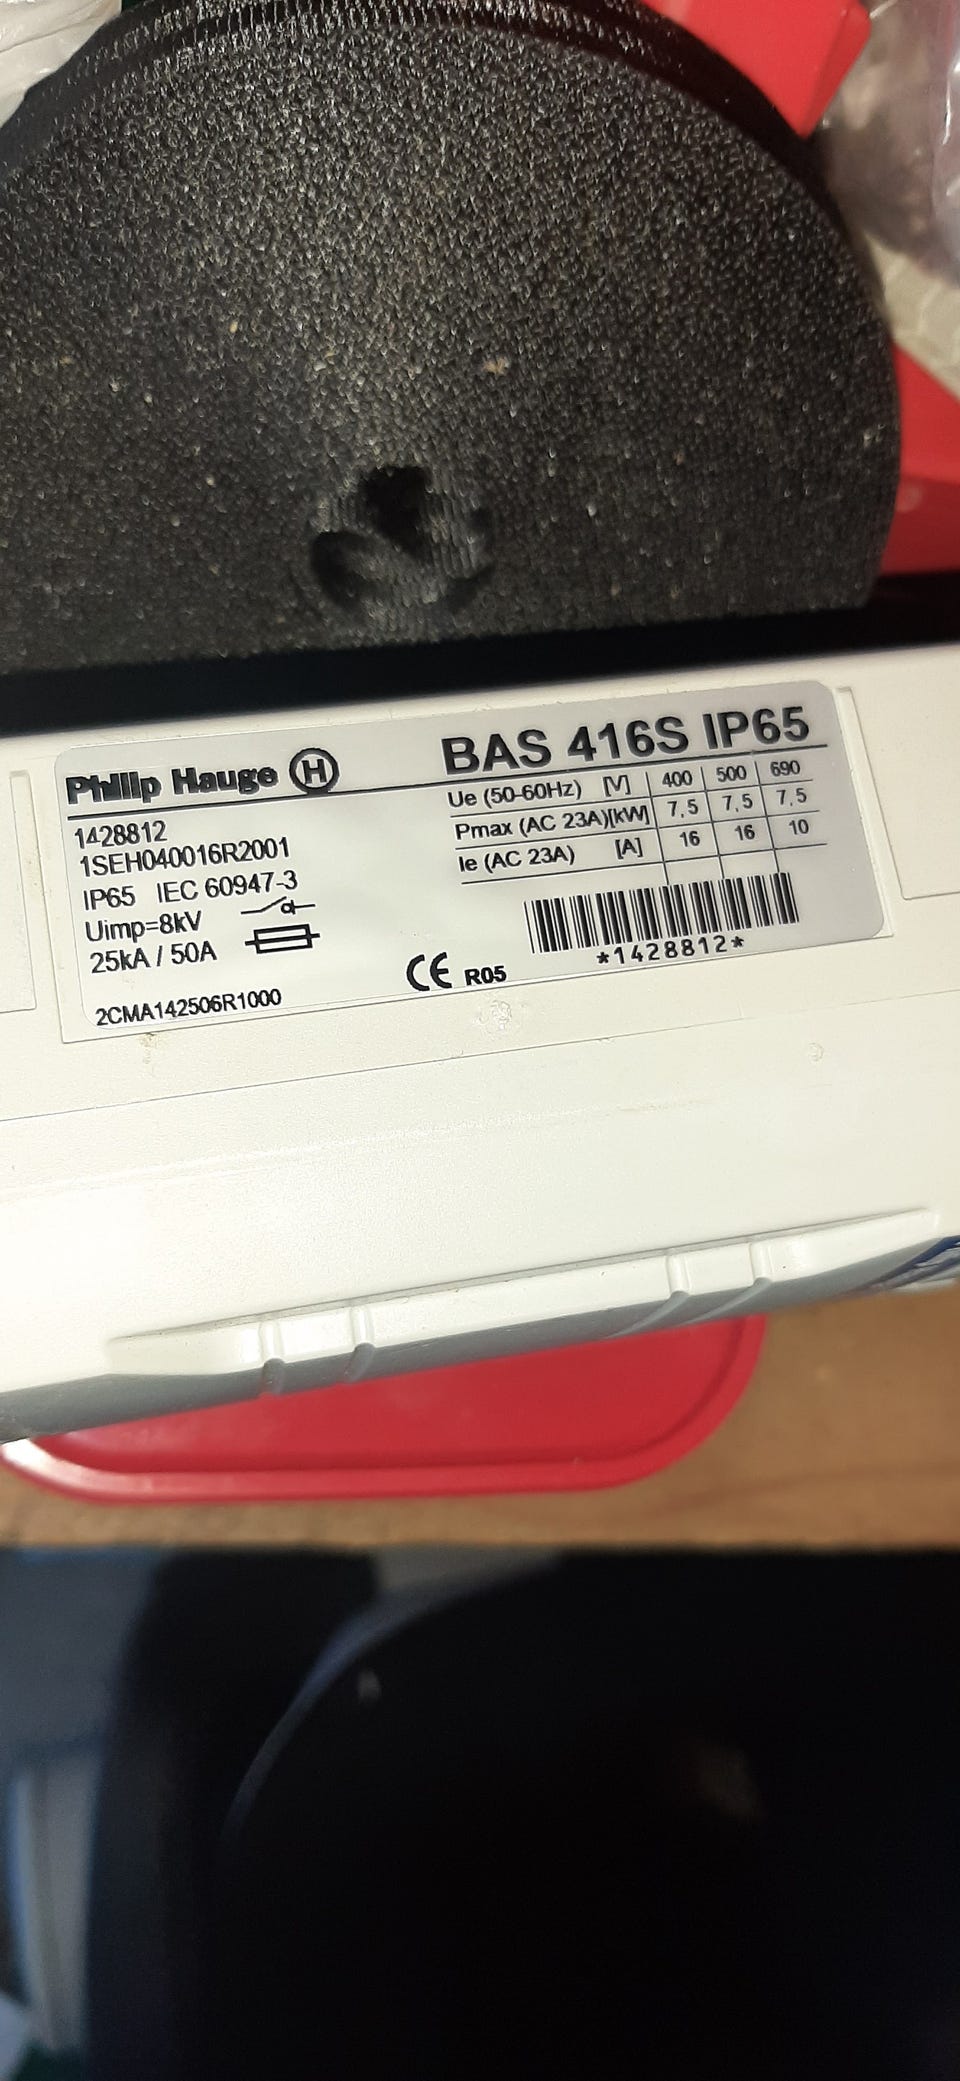 Philip Hauge H
1428812
1SEH040016R2001
IP65 IEC 60947-3
Uimp=8kV
25kA / 50A
2CMA142506R1000
BAS 416S IP65
Ue (50-60Hz) [V] 400 500 690
Pmax (AC 23A)[kW] 7,5 7,5 7,5
Ie (AC 23A) [A] 16 16 10
*1428812*
CE R05